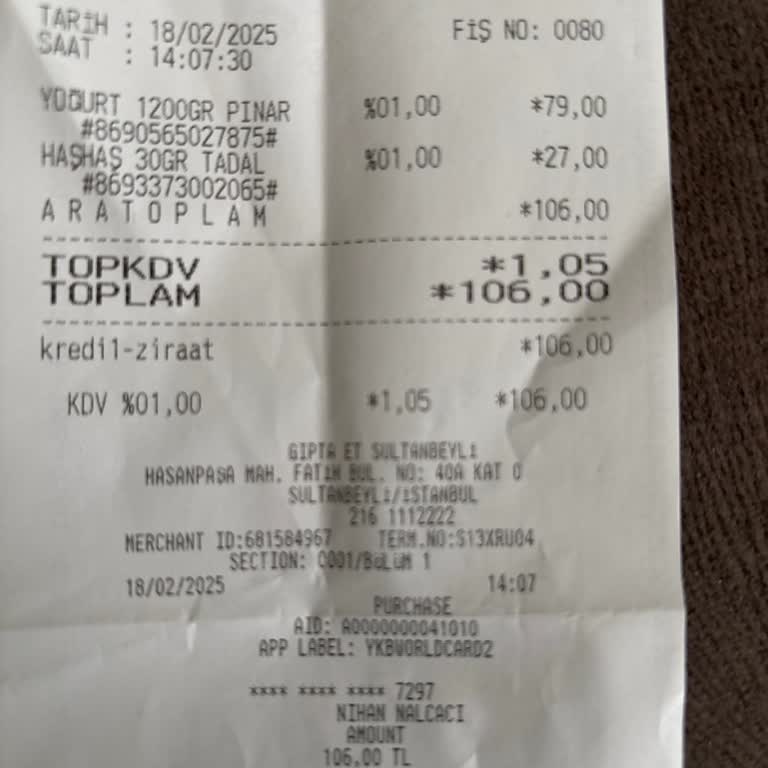 TARİH : 18/02/2025 FİŞ NO: 0080
SAAT : 14:07:30
YOĞURT 1200GR PINAR %01,00 *79,00
#8690565027875#
HAŞHAŞ 30GR TADAL %01,00 *27,00
#8693373002065#
ARATOPLAM *106,00
TOPKDV *1,05
TOPLAM *106,00
kredi1-ziraat *106,00
KDV %01,00 *1,05 *106,00
GIPTA ET SULTANBEYLİ
HASANPAŞA MAH. FATİH BUL. NO: 40A KAT 0
SULTANBEYLİ/İSTANBUL
216 1112222
MERCHANT ID:681584967 TERM.NO:S13XRU04
SECTION: C001/BÖLÜM 1
18/02/2025 14:07
PURCHASE
AID: A0000000041010
APP LABEL: YKBWORLDCARD2
**** **** **** 7297
NIHAN NALCACI
AMOUNT
106.00 TL